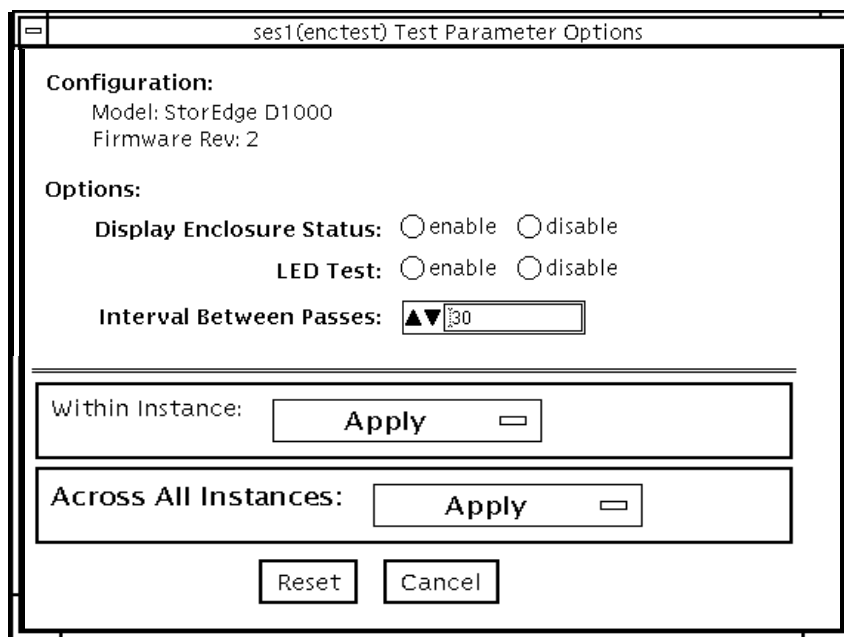 ses1(enctest) Test Parameter Options
Configuration:
Model: StorEdge D1000
Firmware Rev: 2
Options:
Display Enclosure Status: enable disable
LED Test: enable disable
Interval Between Passes: 30
Within Instance: Apply
Across All Instances: Apply
Reset Cancel